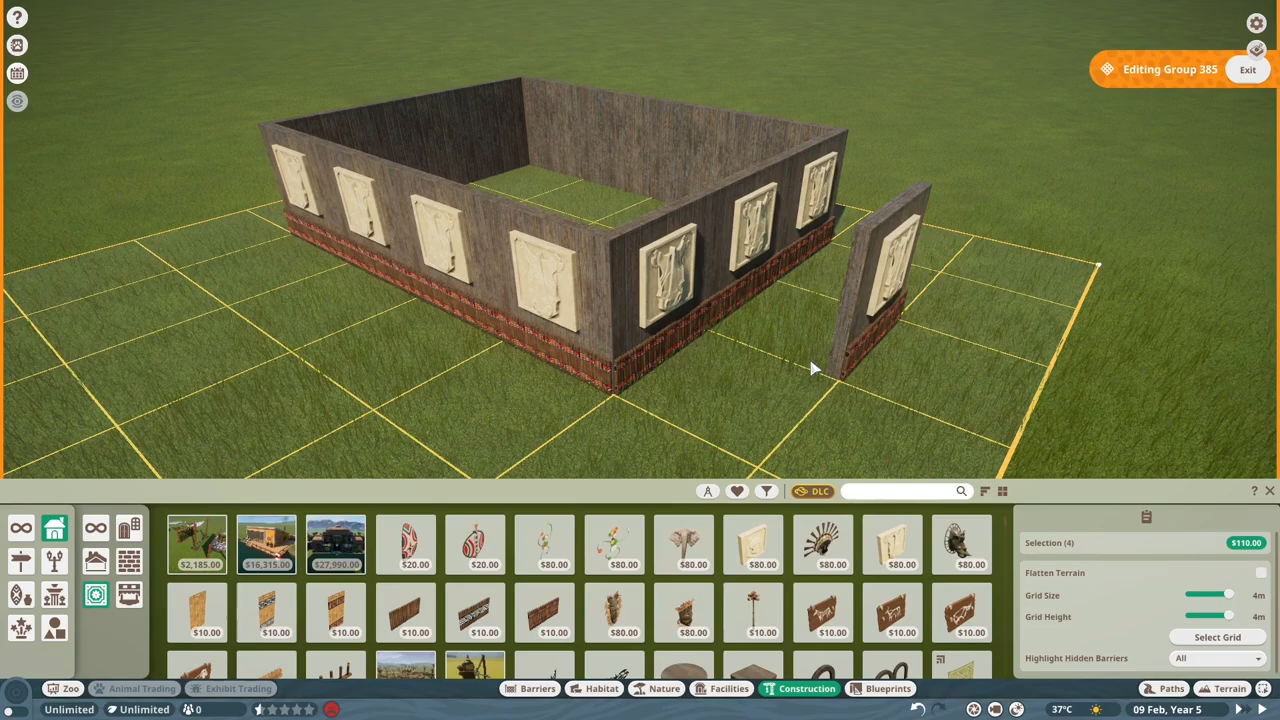 ?
Editing Group 385
Exit
DLC
? ×
$2,185.00
$16,315.00
$27,990.00
$20.00
$20.00
$80.00
$80.00
$80.00
$80.00
$80.00
$80.00
$80.00
$10.00
$10.00
$10.00
$10.00
$10.00
$10.00
$80.00
$80.00
$10.00
$10.00
$10.00
$10.00
Selection (4)
$110.00
Flatten Terrain
Grid Size
4m
Grid Height
4m
Select Grid
Highlight Hidden Barriers
All
Zoo
Animal Trading
Exhibit Trading
Barriers
Habitat
Nature
Facilities
Construction
Blueprints
Paths
Terrain
Unlimited
Unlimited
0
37°C
09 Feb, Year 5